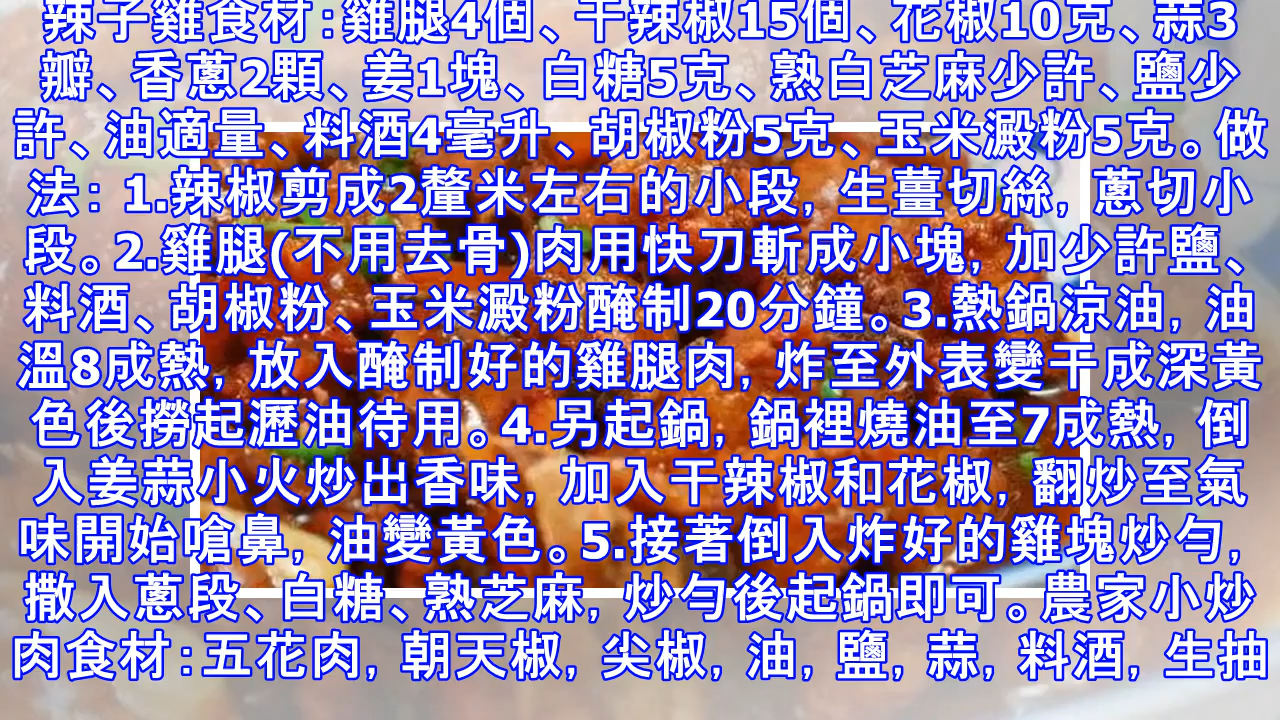 辣子雞食材:雞腿4個、干辣椒15個、花椒10克、蒜3
瓣、香蔥2顆、姜1塊、白糖5克、熟白芝麻少許、鹽少
許、油適量、料酒4毫升、胡椒粉5克、玉米澱粉5克。做
法: 1.辣椒剪成2釐米左右的小段, 生薑切絲, 蔥切小
段。2.雞腿(不用去骨)肉用快刀斬成小塊, 加少許鹽、
料酒、胡椒粉、玉米澱粉醃制20分鐘。3.熱鍋涼油, 油
溫8成熱, 放入醃制好的雞腿肉, 炸至外表變干成深黃
色後撈起瀝油待用。4.另起鍋, 鍋裡燒油至7成熱, 倒
入姜蒜小火炒出香味, 加入干辣椒和花椒, 翻炒至氣
味開始嗆鼻, 油變黃色。5.接著倒入炸好的雞塊炒勻,
撒入蔥段、白糖、熟芝麻, 炒勻後起鍋即可。農家小炒
肉食材:五花肉, 朝天椒, 尖椒, 油, 鹽, 蒜, 料酒, 生抽